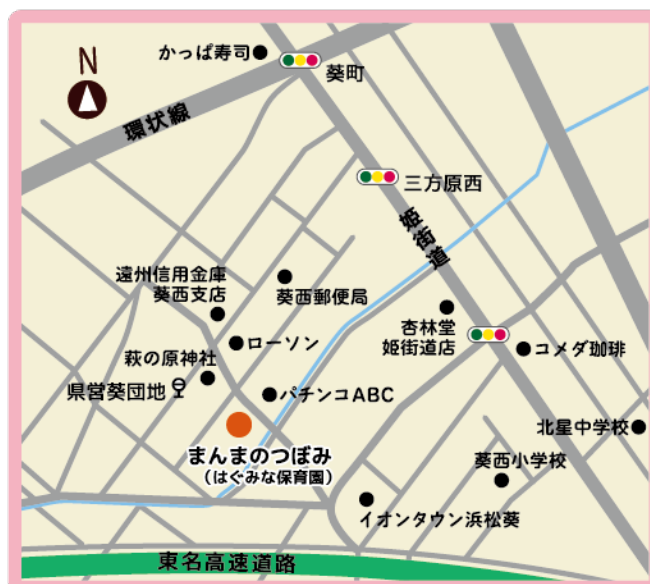 かっぱ寿司
N
葵町
環状線
三方原西
姫街道
遠州信用金庫
葵西支店
葵西郵便局
杏林堂
姫街道店
ローソン
コメダ珈琲
萩の原神社
県営葵団地
パチンコABC
北星中学校
まんまのつぼみ
(はぐみな保育園)
葵西小学校
イオンタウン浜松葵
東名高速道路